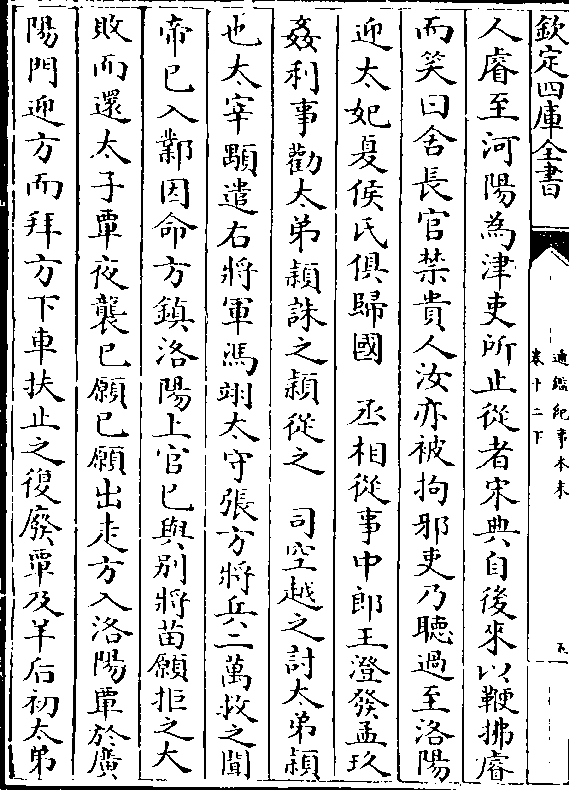 欽定四庫全書
通鑑紀事本末
卷十二下
人睿至河陽為津吏所止從者宋典自後來以鞭拂睿
而笑曰舍長官禁貴人汝亦被拘邪吏乃聽過至洛陽
迎太妃夏侯氏俱歸國　丞相從事中郎王澄發孟玖
姦利事勸太弟穎誅之穎從之　司空越之討太弟穎
也太宰顒遣右將軍馮翊太守張方將兵二萬救之聞
帝已入鄴因命方鎮洛陽上官巳與别將苗願拒之大
敗而還太子覃夜襲巳願巳願出走方入洛陽覃於廣
陽門迎方而拜方下車扶止之復廢覃及羊后初太弟